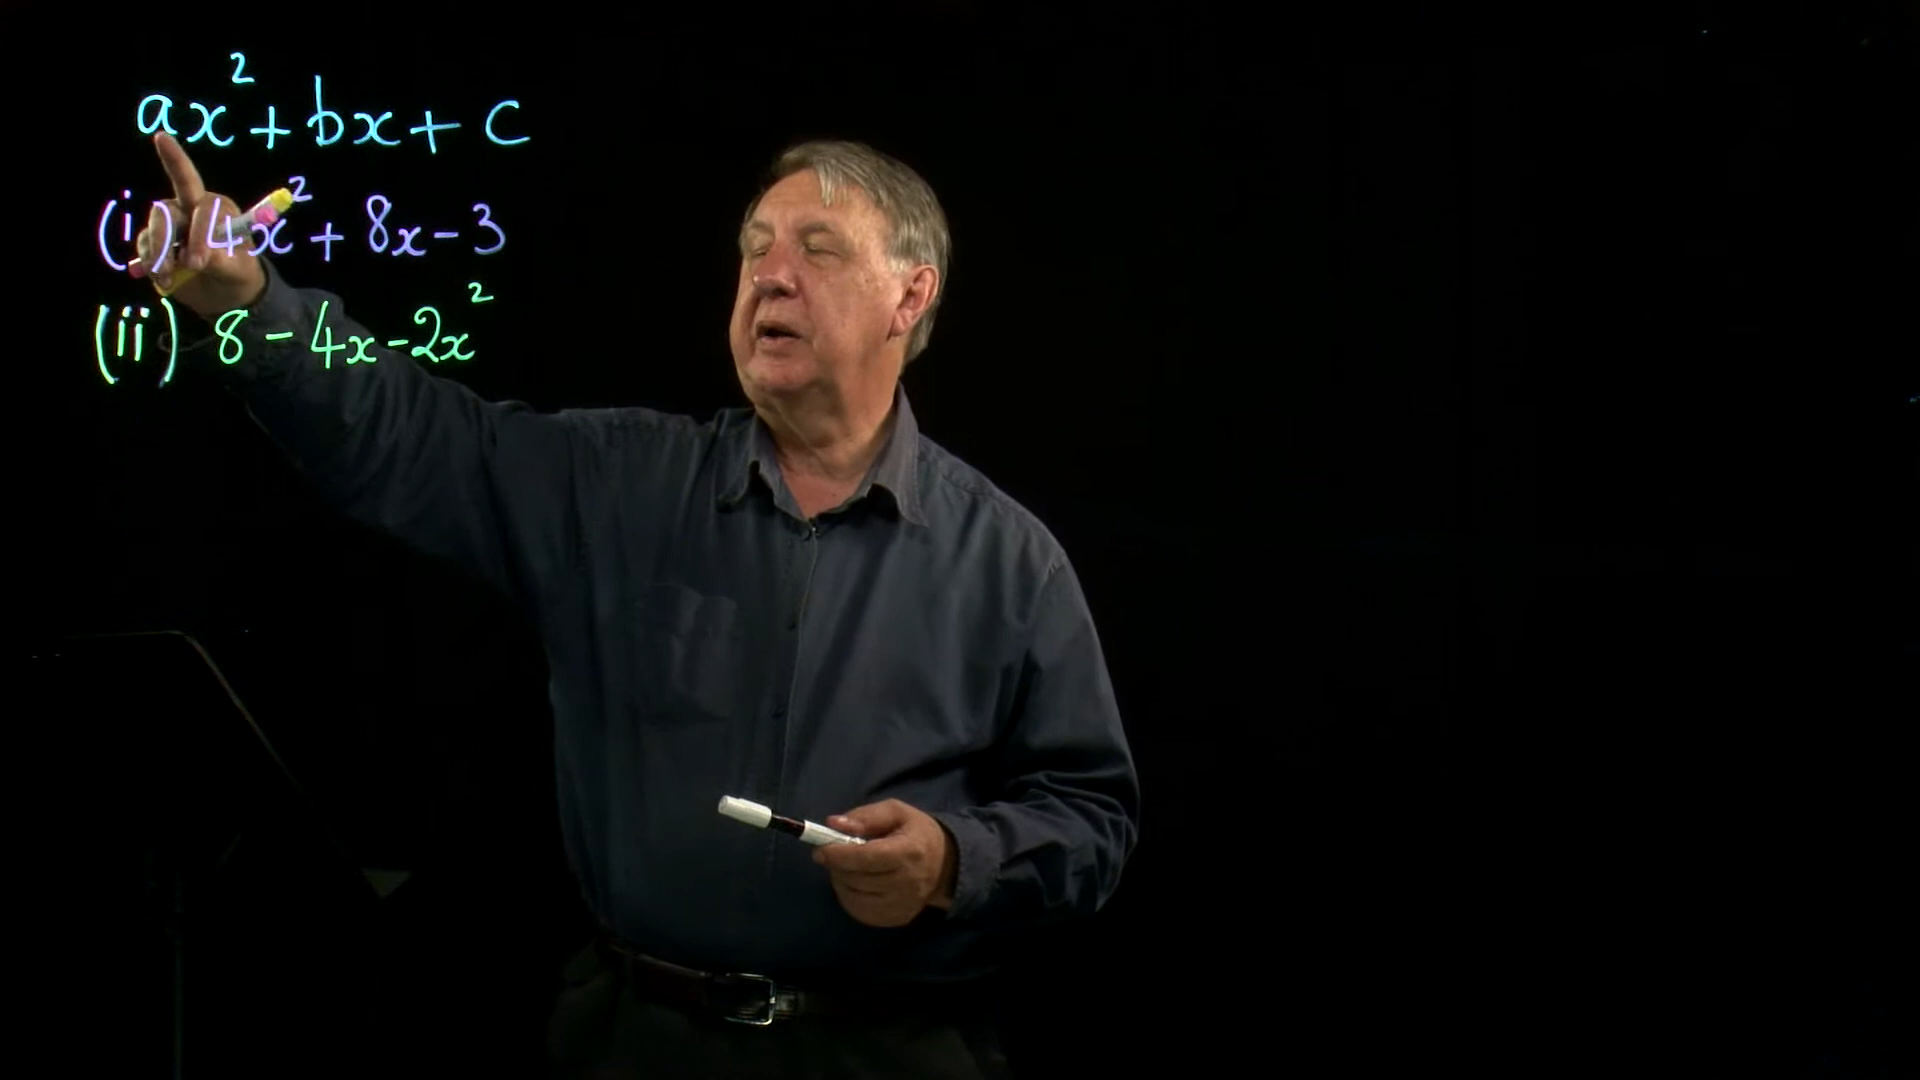 ax² + bx + c
(i) 4x² + 8x - 3
(ii) 8 - 4x - 2x²